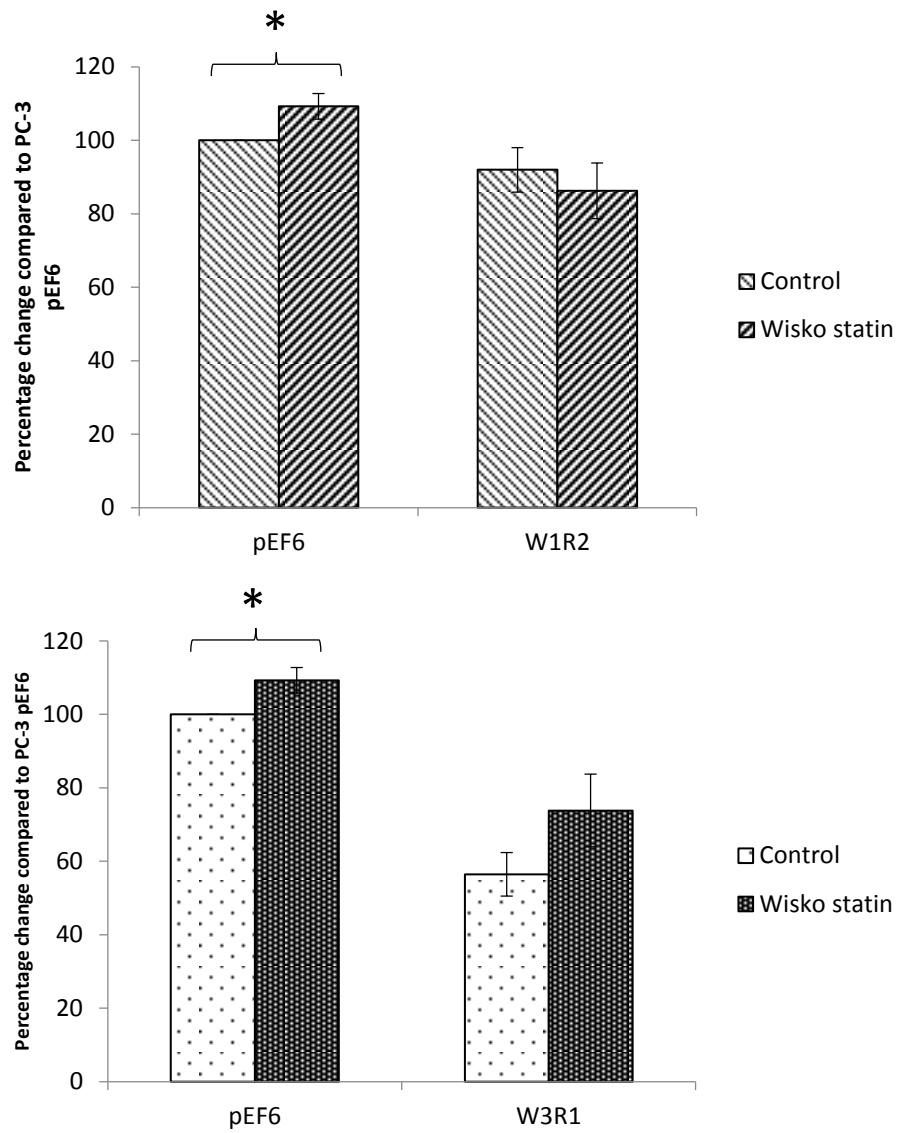 *
120
100
80
60
40
20
0
Percentage change compared to PC-3
pEF6
pEF6
W1R2
Control
Wisko statin
*
120
100
80
60
40
20
0
Percentage change compared to PC-3 pEF6
pEF6
W3R1
Control
Wisko statin